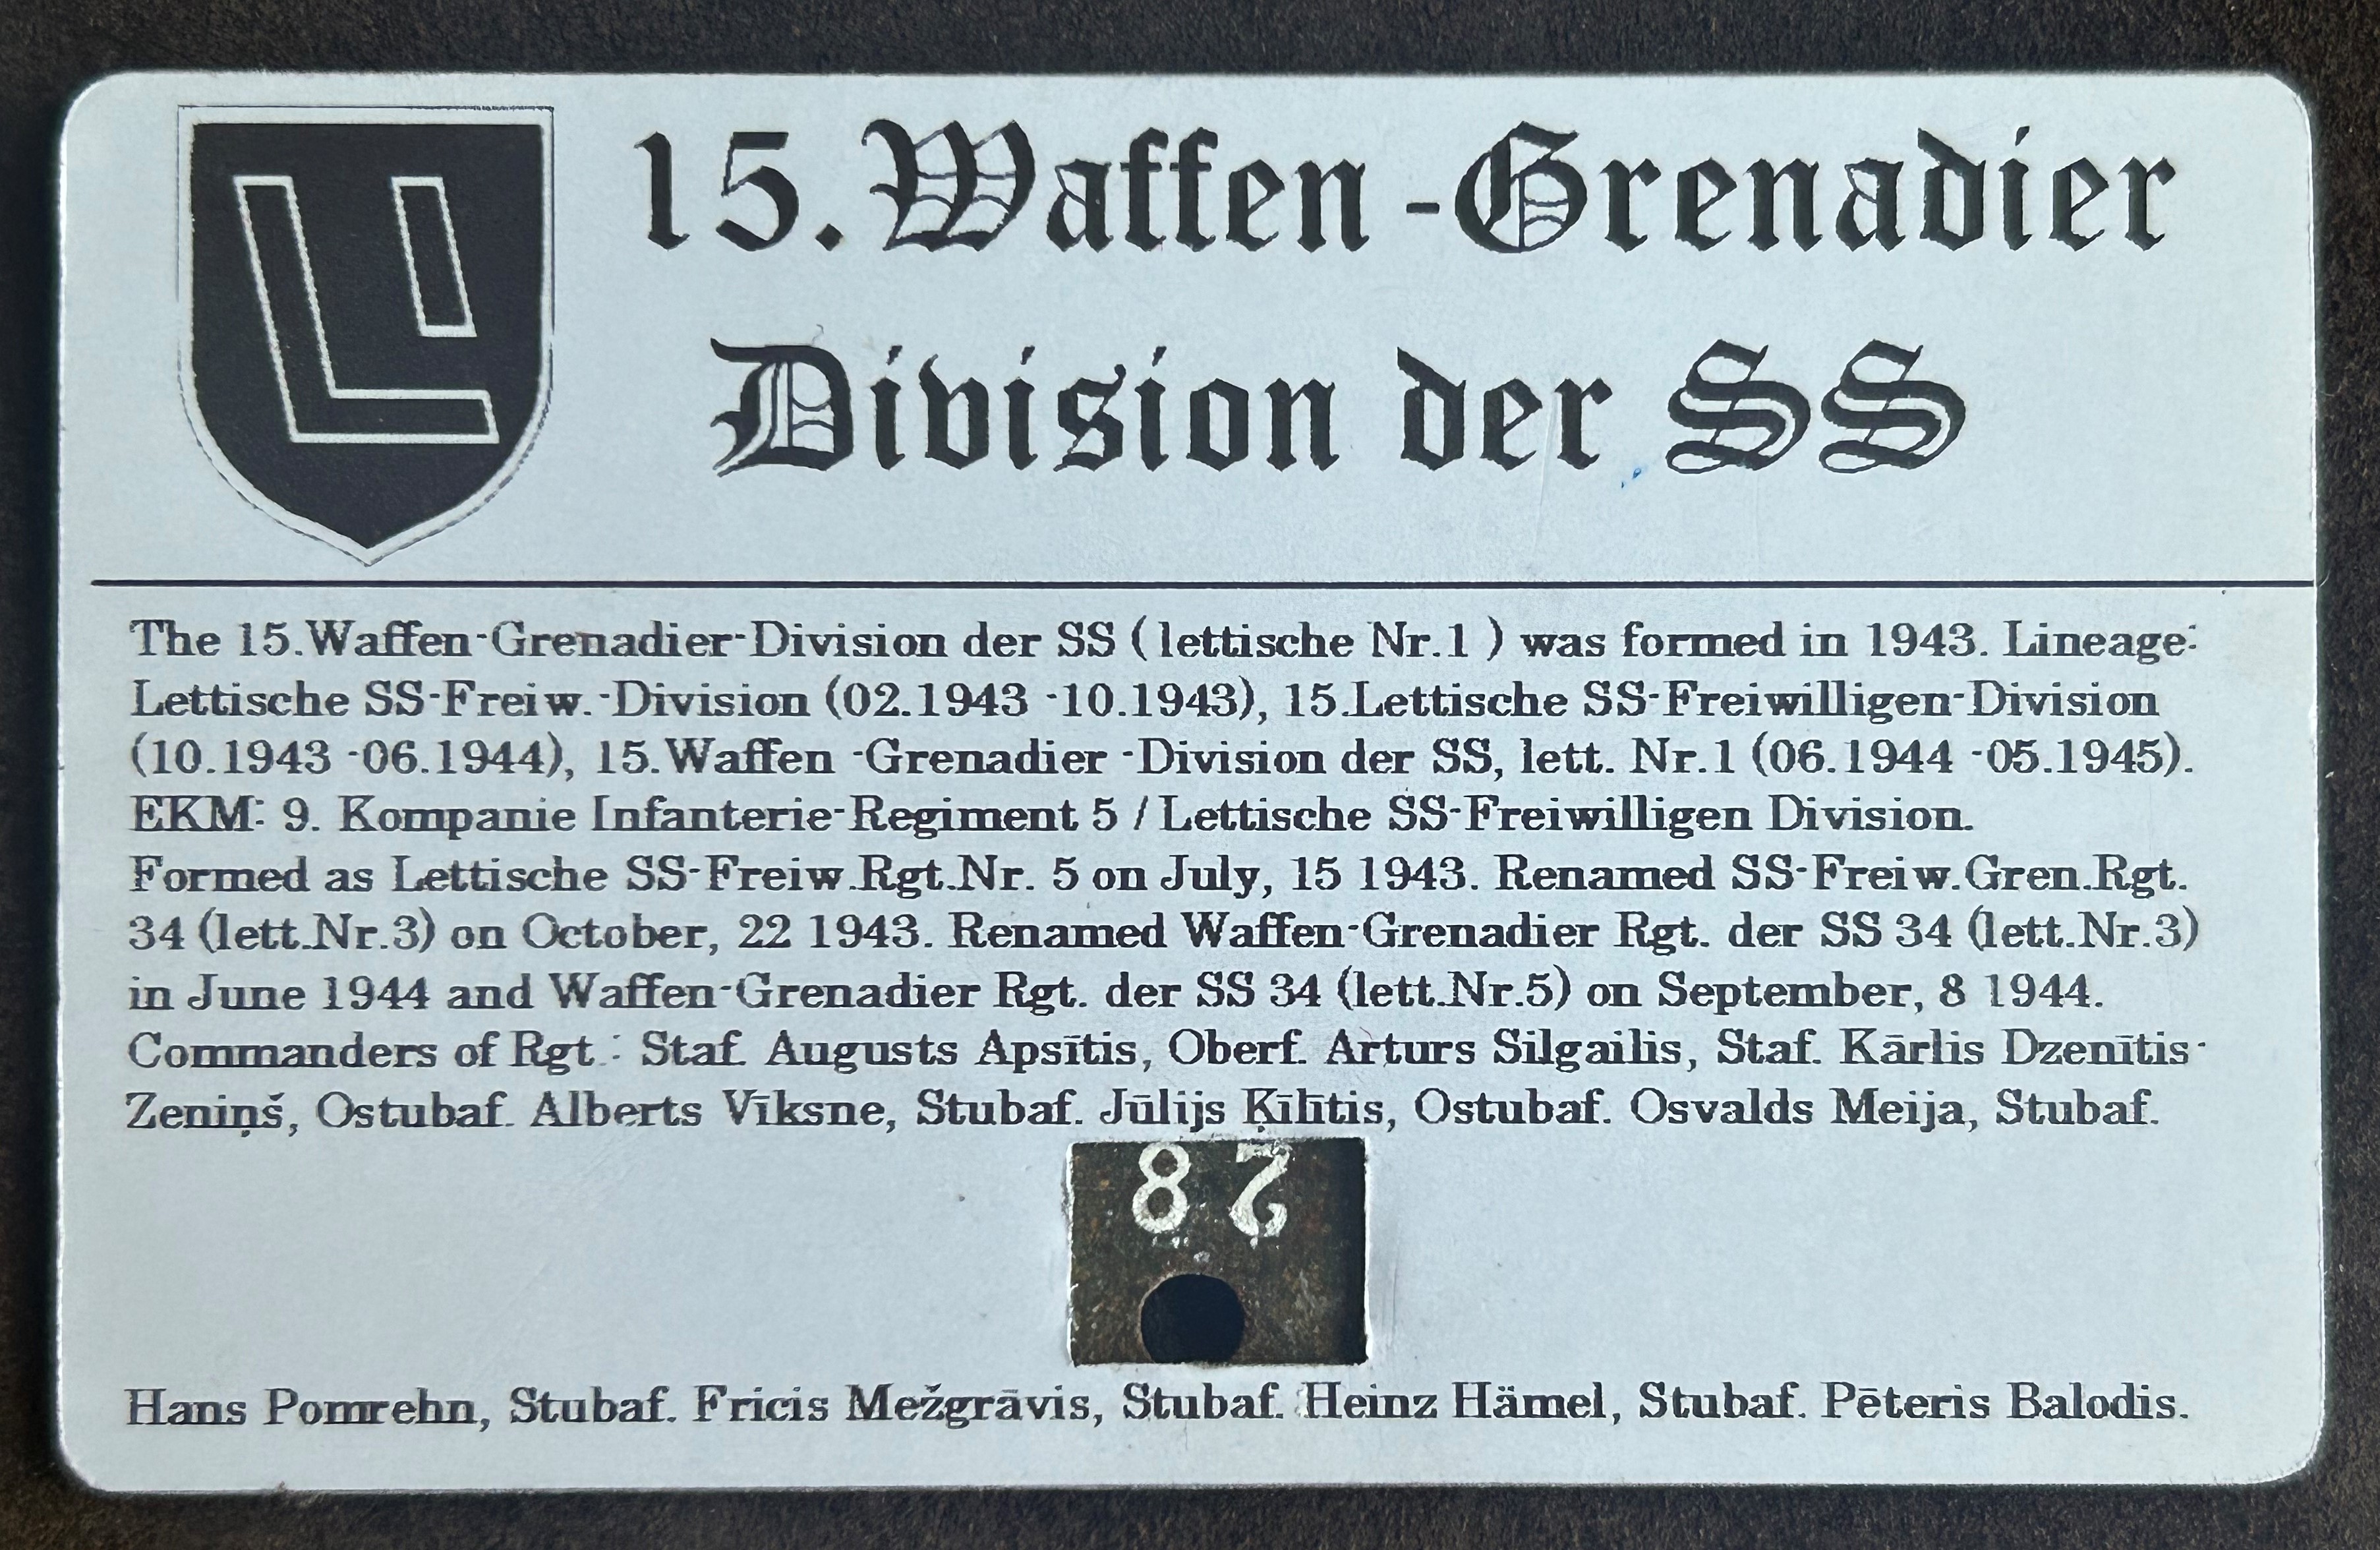 15. Waffen - Grenadier
Division der SS
The 15.Waffen-Grenadier-Division der SS ( lettische Nr.1 ) was formed in 1943. Lineage:
Lettische SS-Freiw.-Division (02.1943 -10.1943), 15.Lettische SS-Freiwilligen-Division
(10.1943 -06.1944), 15.Waffen -Grenadier -Division der SS, lett. Nr.1 (06.1944 -05.1945).
EKM: 9. Kompanie Infanterie-Regiment 5 / Lettische SS-Freiwilligen Division.
Formed as Lettische SS-Freiw.Rgt.Nr. 5 on July, 15 1943. Renamed SS-Freiw.Gren.Rgt.
34 (lett.Nr.3) on October, 22 1943. Renamed Waffen-Grenadier Rgt. der SS 34 (lett.Nr.3)
in June 1944 and Waffen-Grenadier Rgt. der SS 34 (lett.Nr.5) on September, 8 1944.
Commanders of Rgt.: Staf. Augusts Apsītis, Oberf. Arturs Silgailis, Staf. Kārlis Dzenītis-
Zeniņš, Ostubaf. Alberts Vīksne, Stubaf. Jūlijs Ķīlītis, Ostubaf. Osvalds Meija, Stubaf.
82
Hans Pomrehn, Stubaf. Fricis Mežgrāvis, Stubaf. Heinz Hämel, Stubaf. Pēteris Balodis.